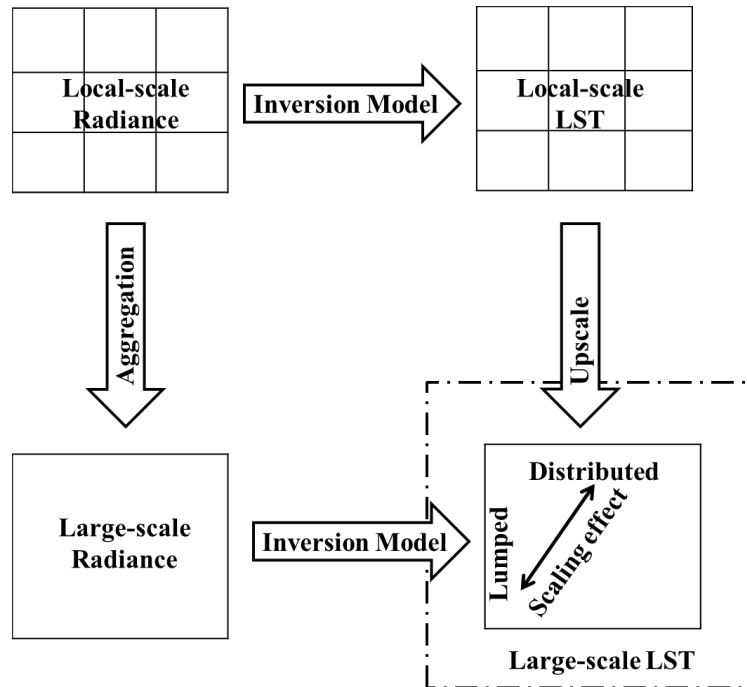 Local-scale
Radiance
Inversion Model
Local-scale
LST
Aggregation
Upscale
Large-scale
Radiance
Inversion Model
Distributed
Lumped
Scaling effect
Large-scale LST